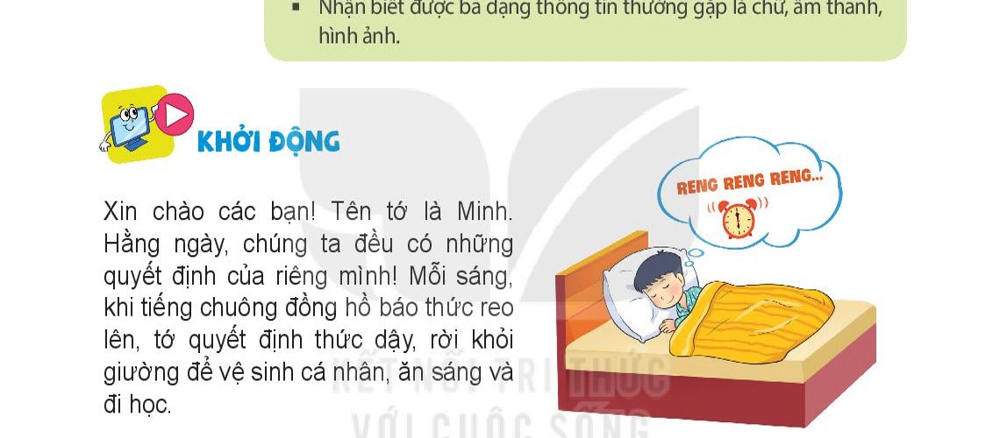 ▪ Nhận biết được ba dạng thông tin thường gặp là chữ, âm thanh,
hình ảnh.
KHỞI ĐỘNG
Xin chào các bạn! Tên tớ là Minh.
Hằng ngày, chúng ta đều có những
quyết định của riêng mình! Mỗi sáng,
khi tiếng chuông đồng hồ báo thức reo
lên, tớ quyết định thức dậy, rời khỏi
giường để vệ sinh cá nhân, ăn sáng và
đi học.
RENG RENG RENG...
KẾT NỐI TRI THỨC
VỚI CUỘC SỐNG